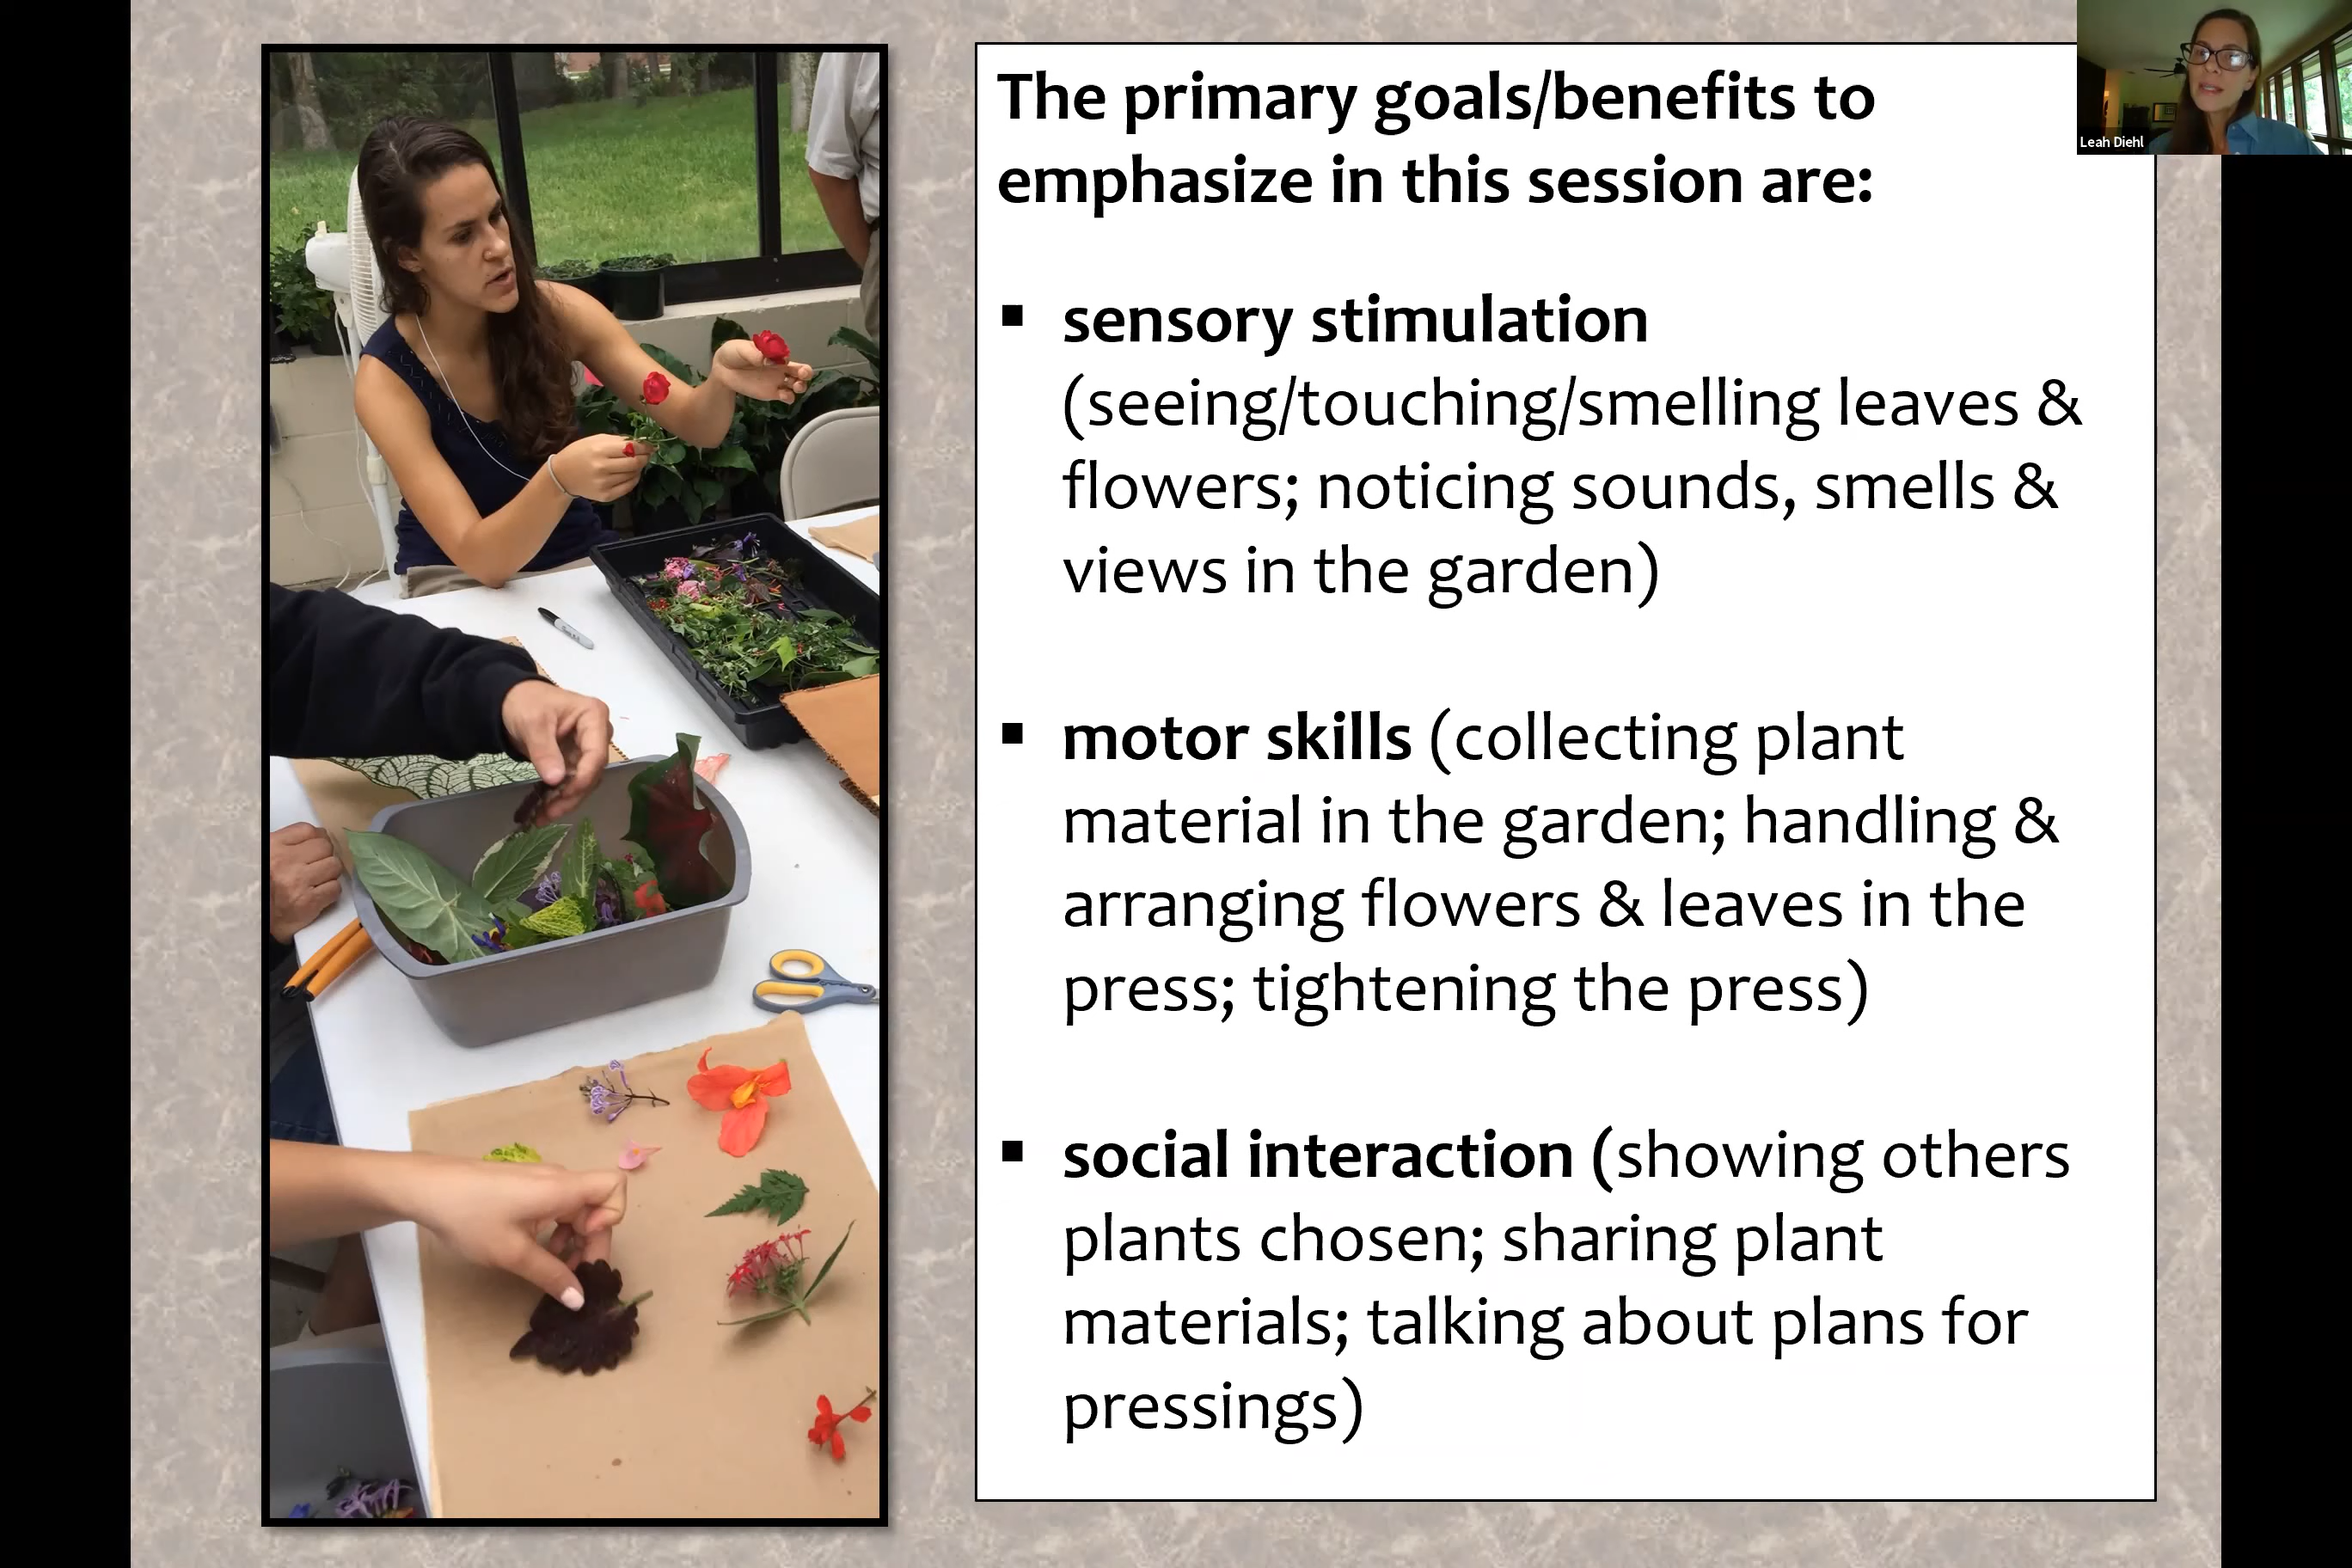 The primary goals/benefits to
emphasize in this session are:
▪ sensory stimulation
(seeing/touching/smelling leaves &
flowers; noticing sounds, smells &
views in the garden)
▪ motor skills (collecting plant
material in the garden; handling &
arranging flowers & leaves in the
press; tightening the press)
▪ social interaction (showing others
plants chosen; sharing plant
materials; talking about plans for
pressings)
Leah Diehl